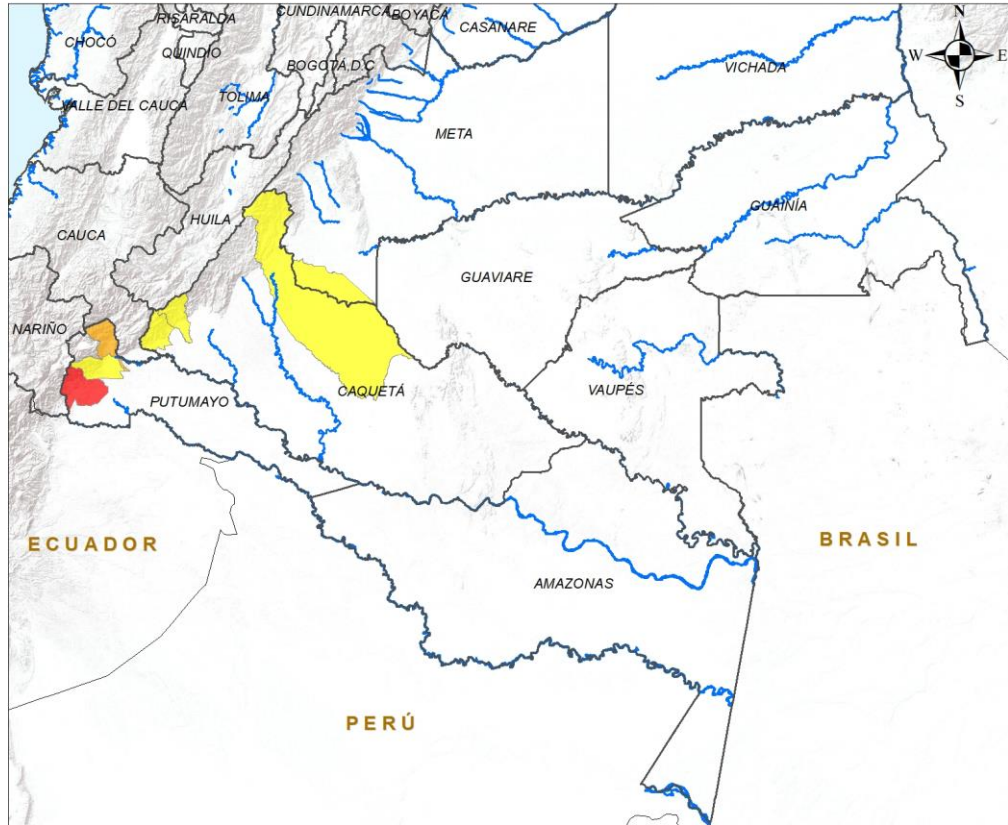 CUNDINAMARCA
BOYACÁ
RISARALDA
CASANARE
N
CHOCÓ
QUINDÍO
BOGOTÁ D.C
W
E
VICHADA
TOLIMA
VALLE DEL CAUCA
S
META
GUAINÍA
HUILA
CAUCA
GUAVIARE
NARIÑO
CAQUETÁ
VAUPÉS
PUTUMAYO
ECUADOR
BRASIL
AMAZONAS
PERÚ